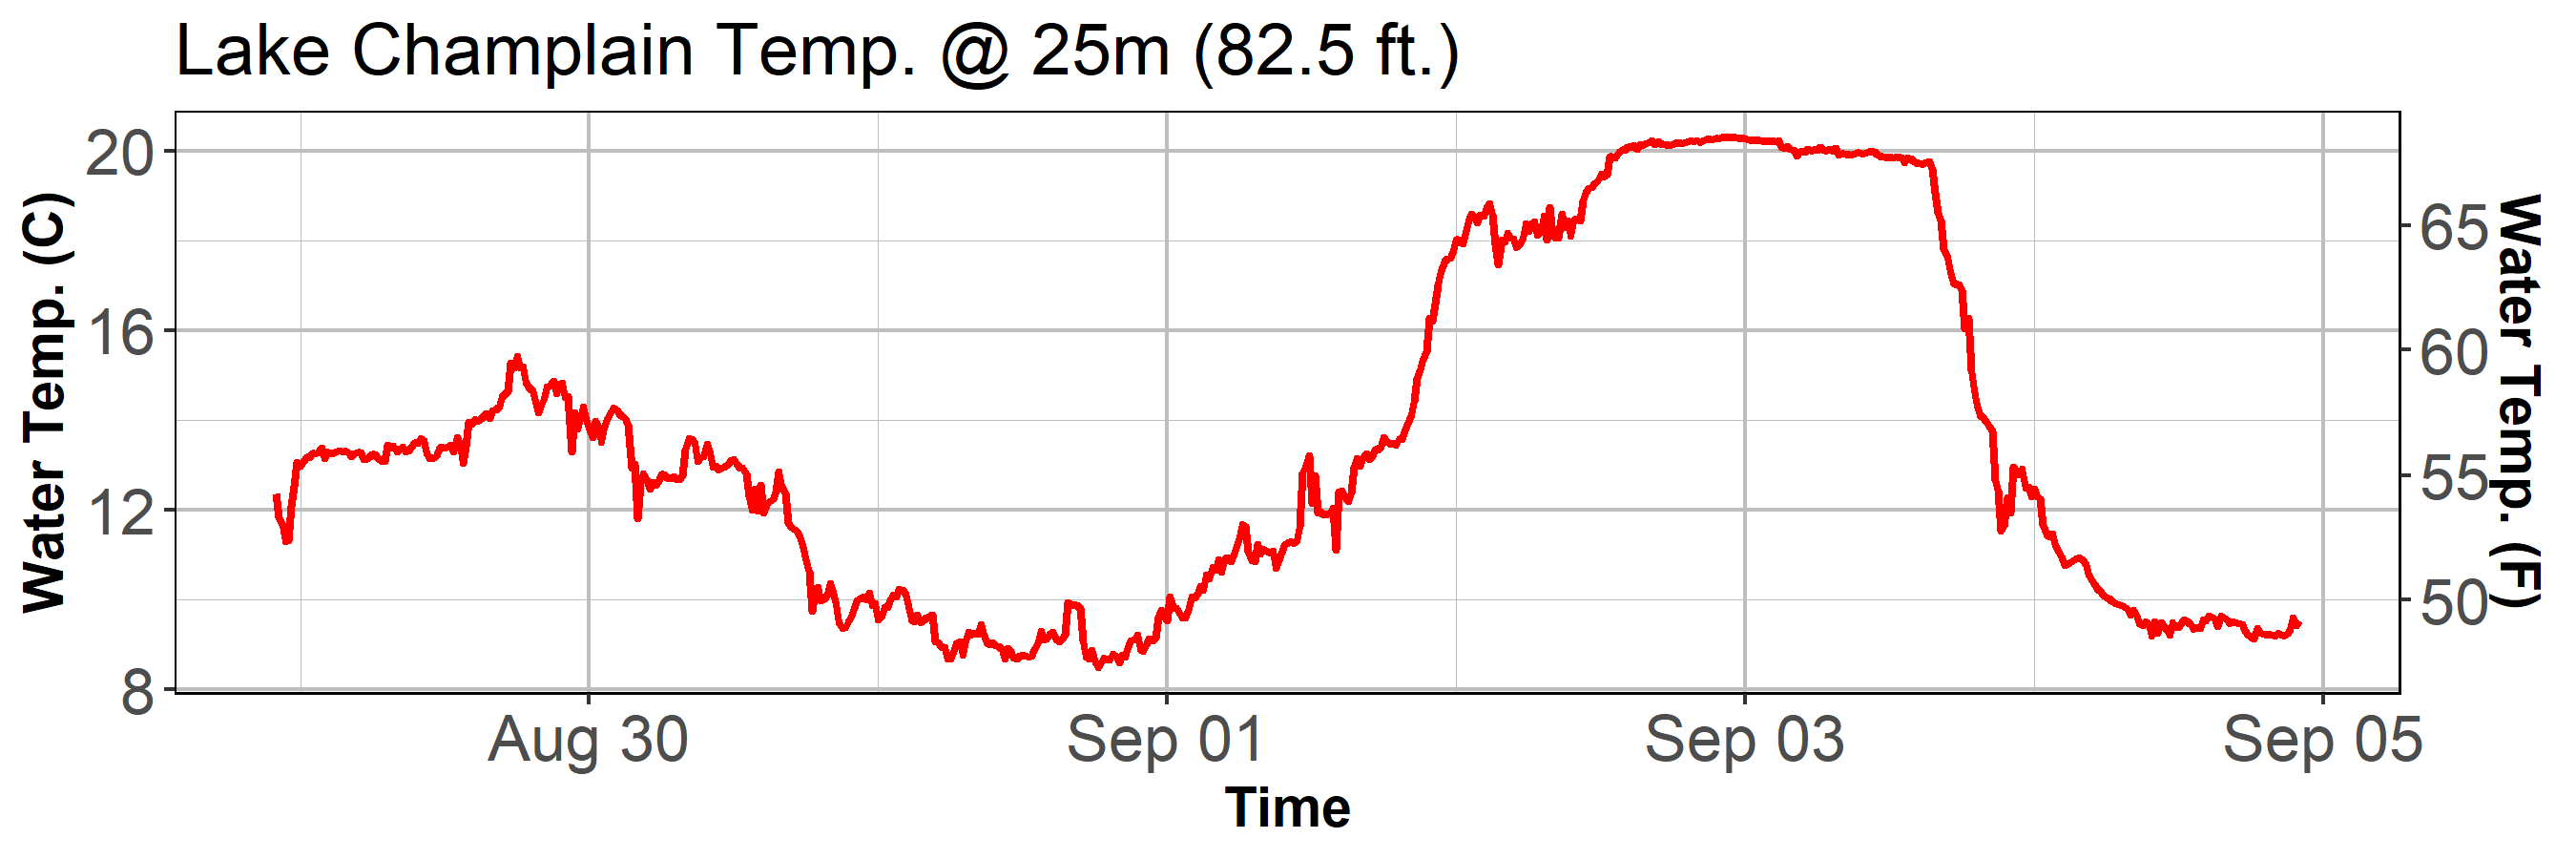 Lake Champlain Temp. @ 25m (82.5 ft.)
Water Temp. (C)
20
16
12
8
65
60
55
50
Water Temp. (F)
Aug 30 Sep 01 Sep 03 Sep 05
Time